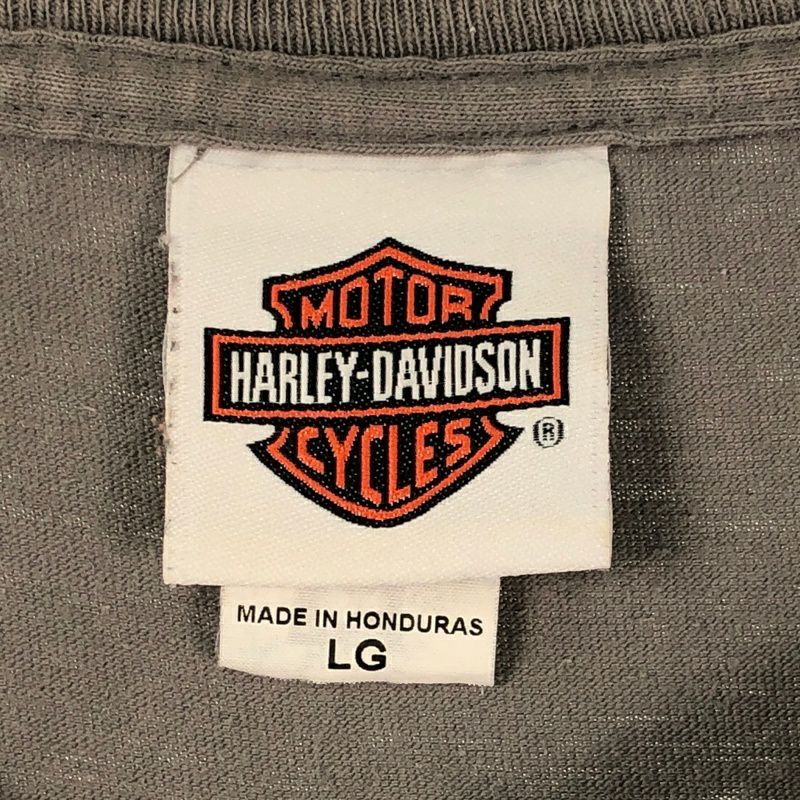 MOTOR
HARLEY-DAVIDSON
CYCLES
®
MADE IN HONDURAS
LG